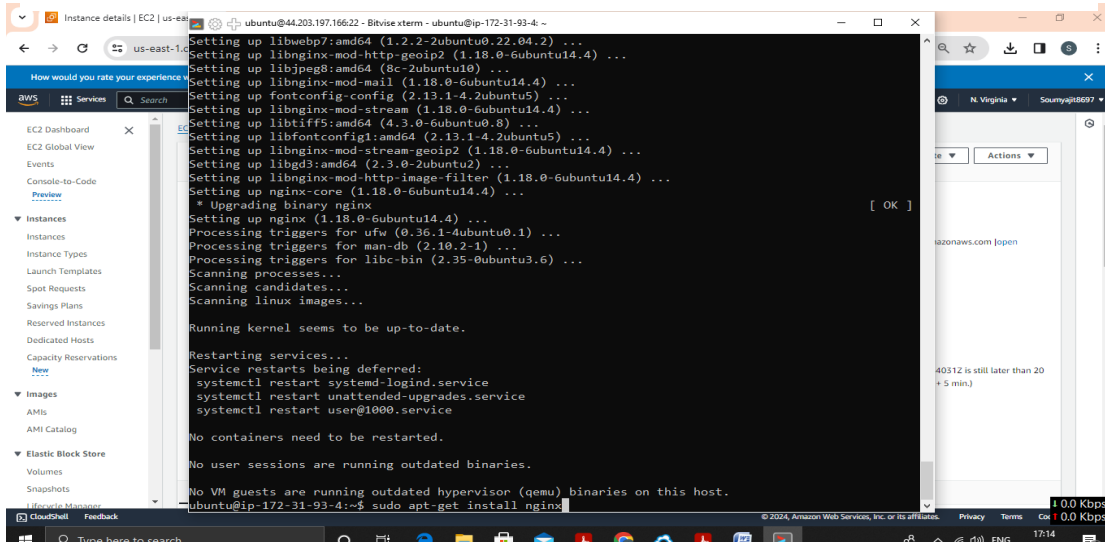 Instance details | EC2 | us-eas
ubuntu@44.203.197.166:22 - Bitvise xterm - ubuntu@ip-172-31-93-4: ~
us-east-1.c
S
How would you rate your experience w
aws
Services
Search
N. Virginia
Soumyajit8697
EC2 Dashboard
EC2 Global View
Events
Console-to-Code
Preview
Instances
Instances
Instance Types
Launch Templates
Spot Requests
Savings Plans
Reserved Instances
Dedicated Hosts
Capacity Reservations
New
Images
AMIs
AMI Catalog
Elastic Block Store
Volumes
Snapshots
Lifecycle Manager
EC
Setting up libwebp7:amd64 (1.2.2-2ubuntu0.22.04.2) ...
Setting up libnginx-mod-http-geoip2 (1.18.0-6ubuntu14.4) ...
Setting up libjpeg8:amd64 (8c-2ubuntu10) ...
Setting up libnginx-mod-mail (1.18.0-6ubuntu14.4) ...
Setting up fontconfig-config (2.13.1-4.2ubuntu5) ...
Setting up libnginx-mod-stream (1.18.0-6ubuntu14.4) ...
Setting up libtiff5:amd64 (4.3.0-6ubuntu0.8) ...
Setting up libfontconfig1:amd64 (2.13.1-4.2ubuntu5) ...
Setting up libnginx-mod-stream-geoip2 (1.18.0-6ubuntu14.4) ...
Setting up libgd3:amd64 (2.3.0-2ubuntu2) ...
Setting up libnginx-mod-http-image-filter (1.18.0-6ubuntu14.4) ...
Setting up nginx-core (1.18.0-6ubuntu14.4) ...
* Upgrading binary nginx [ OK ]
Setting up nginx (1.18.0-6ubuntu14.4) ...
Processing triggers for ufw (0.36.1-4ubuntu0.1) ...
Processing triggers for man-db (2.10.2-1) ...
Processing triggers for libc-bin (2.35-0ubuntu3.6) ...
Scanning processes...
Scanning candidates...
Scanning linux images...
Running kernel seems to be up-to-date.
Restarting services...
Service restarts being deferred:
systemctl restart systemd-logind.service
systemctl restart unattended-upgrades.service
systemctl restart user@1000.service
No containers need to be restarted.
No user sessions are running outdated binaries.
No VM guests are running outdated hypervisor (qemu) binaries on this host.
ubuntu@ip-172-31-93-4:~$ sudo apt-get install nginx
te
Actions
azonaws.com |open
4031Z is still later than 20
+ 5 min.)
CloudShell Feedback
© 2024, Amazon Web Services, Inc. or its affiliates. Privacy Terms Coo
0.0 Kbps
0.0 Kbps
Type here to search
ENG
17:14